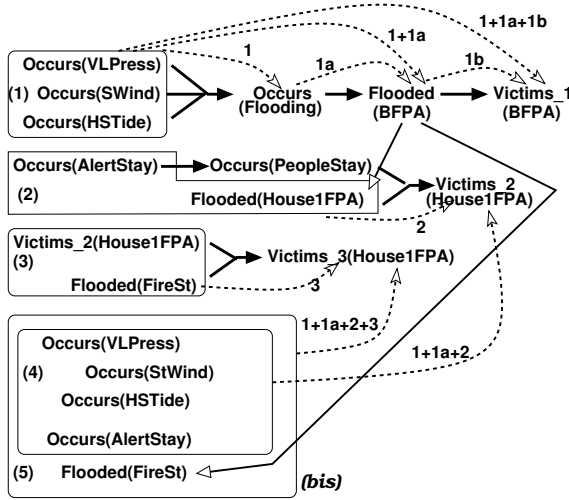 1+1a+1b
1
1+1a
1a
1b
Occurs(VLPress)
(1) Occurs(SWind)
Occurs(HSTide)
Occurs
(Flooding)
Flooded
(BFPA)
Victims_1
(BFPA)
Occurs(AlertStay)
Occurs(PeopleStay)
(2)
Flooded(House1FPA)
Victims_2
(House1FPA)
2
Victims_2(House1FPA)
(3)
Flooded(FireSt)
Victims_3(House1FPA)
3
1+1a+2+3
1+1a+2
Occurs(VLPress)
(4)
Occurs(StWind)
Occurs(HSTide)
Occurs(AlertStay)
(5) Flooded(FireSt)
(bis)